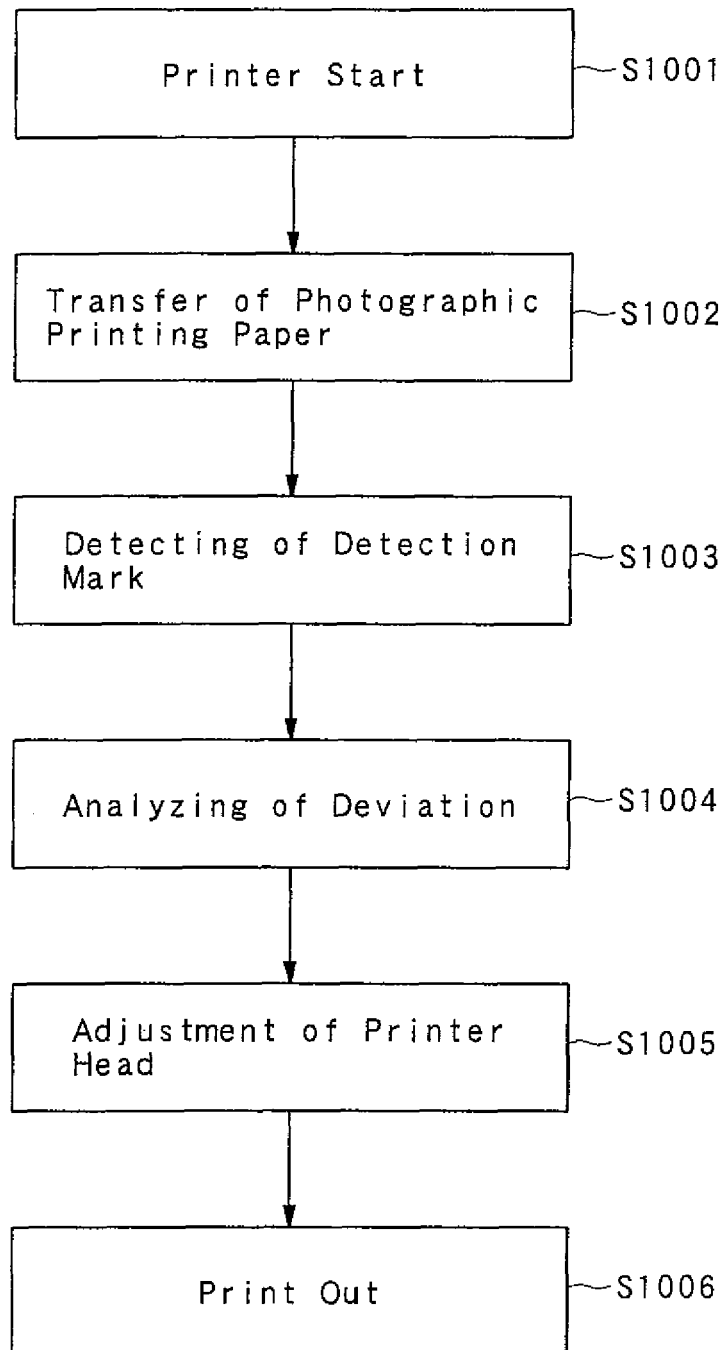 Printer Start
S1001
Transfer of Photographic
Printing Paper
S1002
Detecting of Detection
Mark
S1003
Analyzing of Deviation
S1004
Adjustment of Printer
Head
S1005
Print Out
S1006